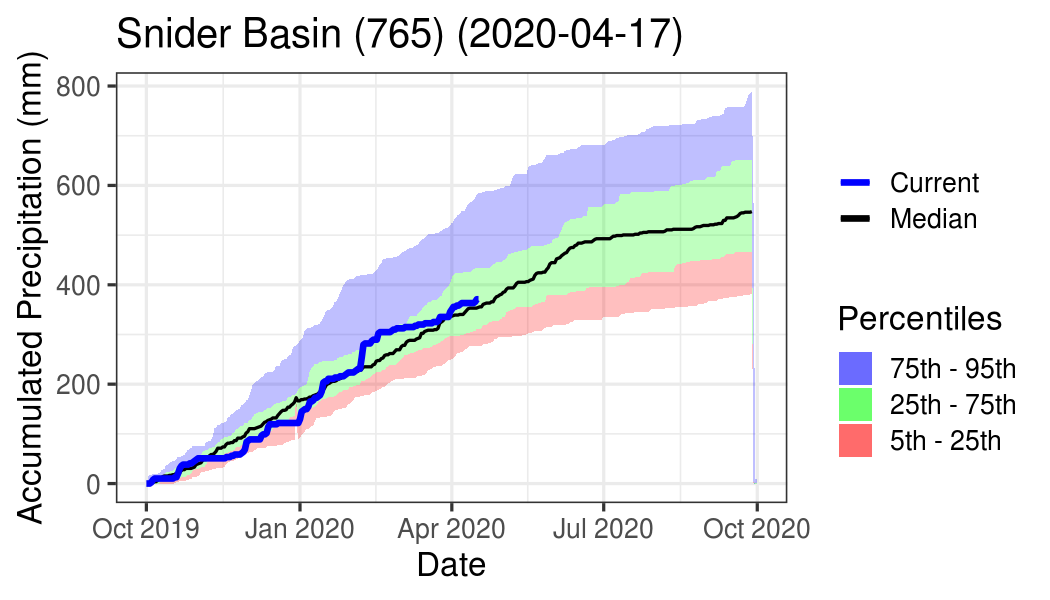 Snider Basin (765) (2020-04-17)
Accumulated Precipitation (mm)
800
600
400
200
0
Oct 2019
Jan 2020
Apr 2020
Jul 2020
Oct 2020
Date
Current
Median
Percentiles
75th - 95th
25th - 75th
5th - 25th